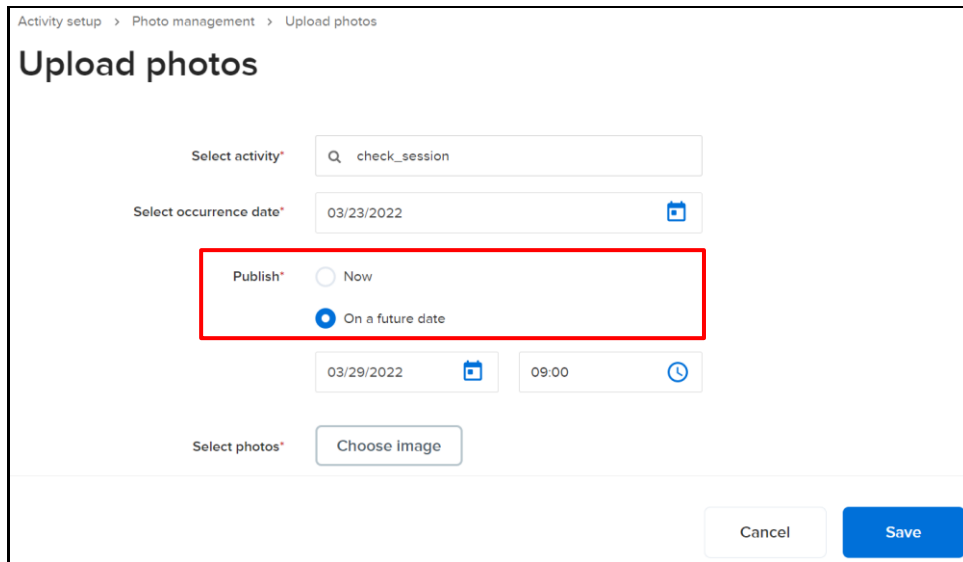 Activity setup > Photo management > Upload photos
Upload photos
Select activity* check_session
Select occurrence date* 03/23/2022
Publish* Now
On a future date
03/29/2022 09:00
Select photos* Choose image
Cancel Save